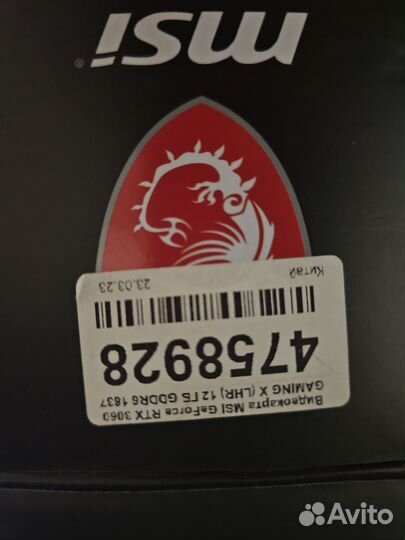 msi
Видеокарта MSI GeForce RTX 3060
GAMING X (LHR) 12 ГБ GDDR6 1837
4758928
23.03.23 Китай
Avito